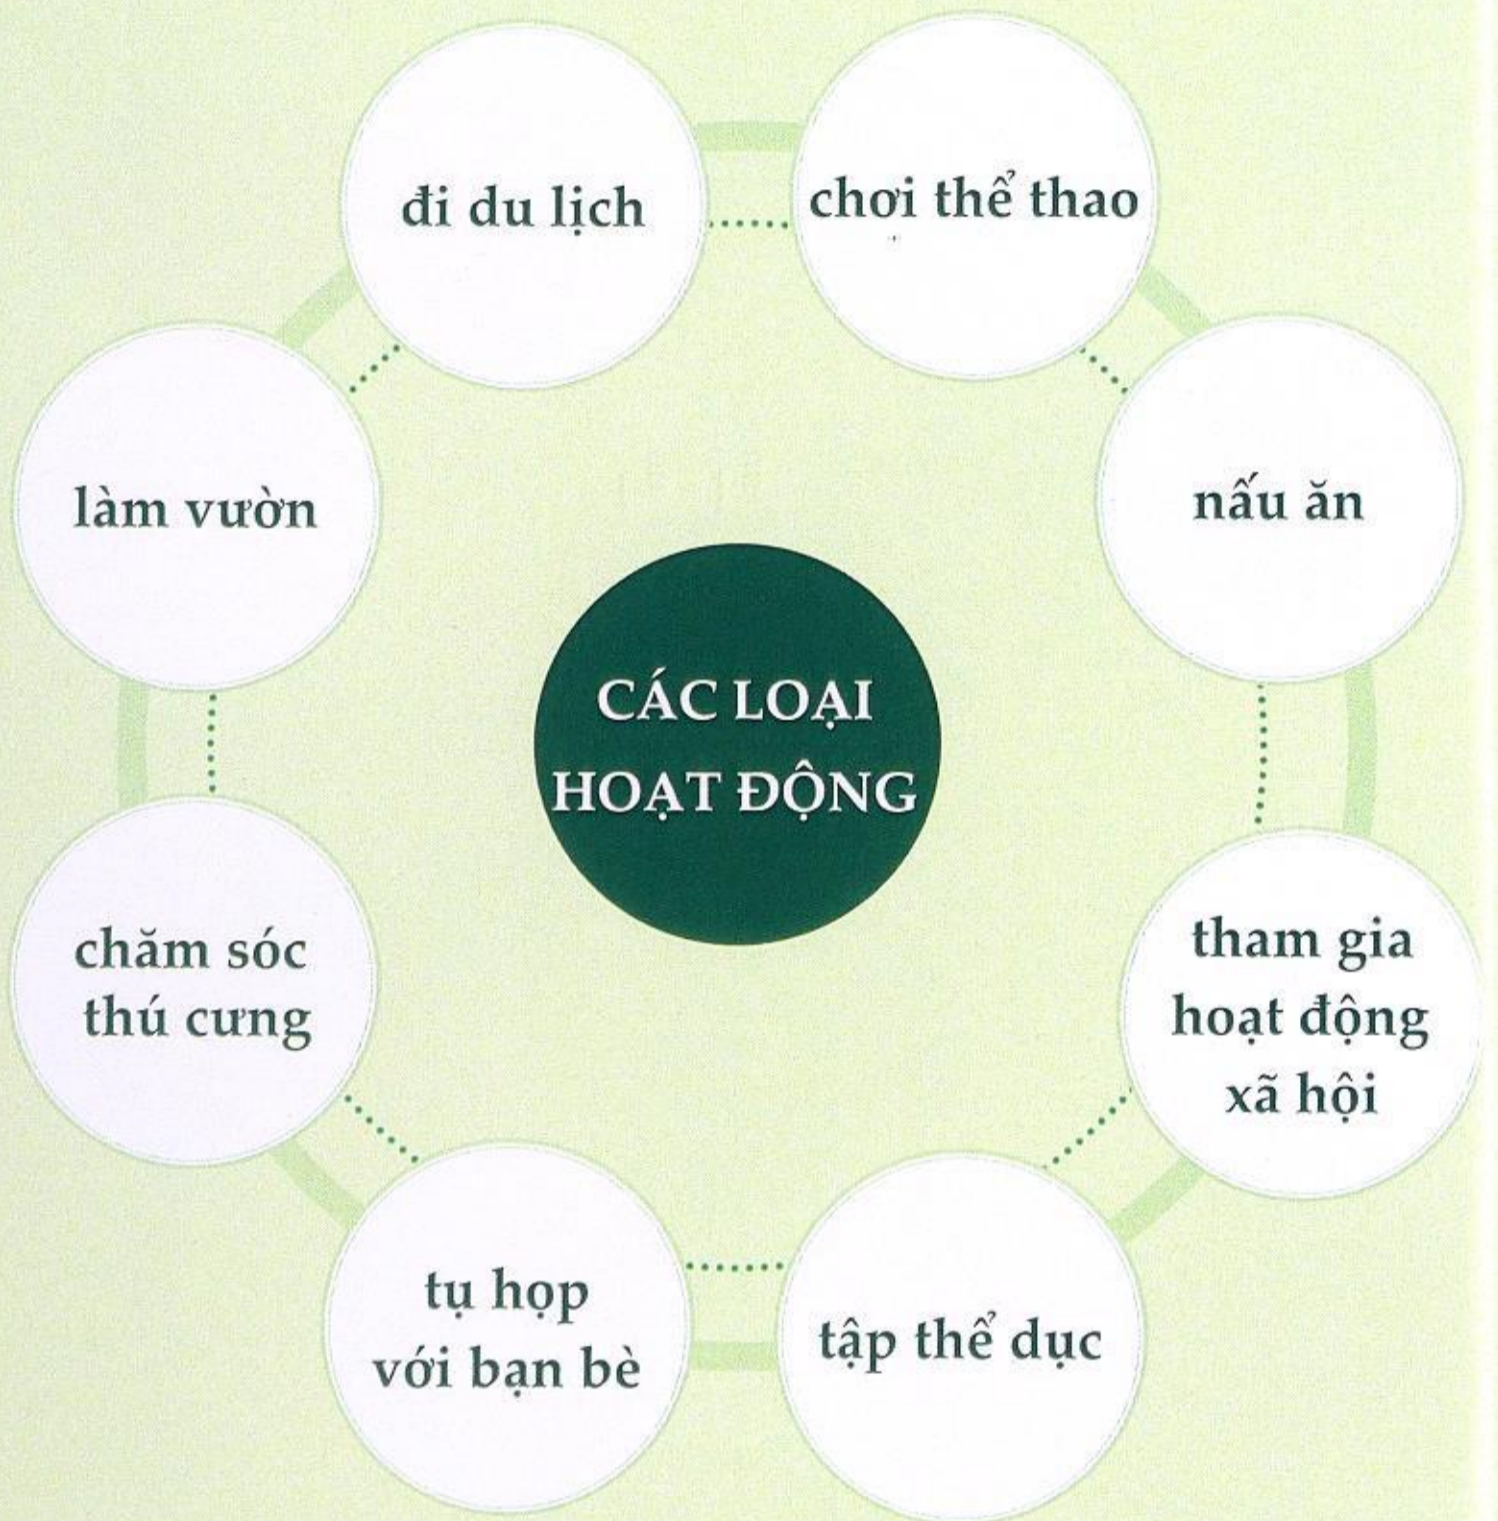 đi du lịch
chơi thể thao
làm vườn
nấu ăn
CÁC LOẠI
HOẠT ĐỘNG
chăm sóc
thú cưng
tham gia
hoạt động
xã hội
tụ họp
với bạn bè
tập thể dục